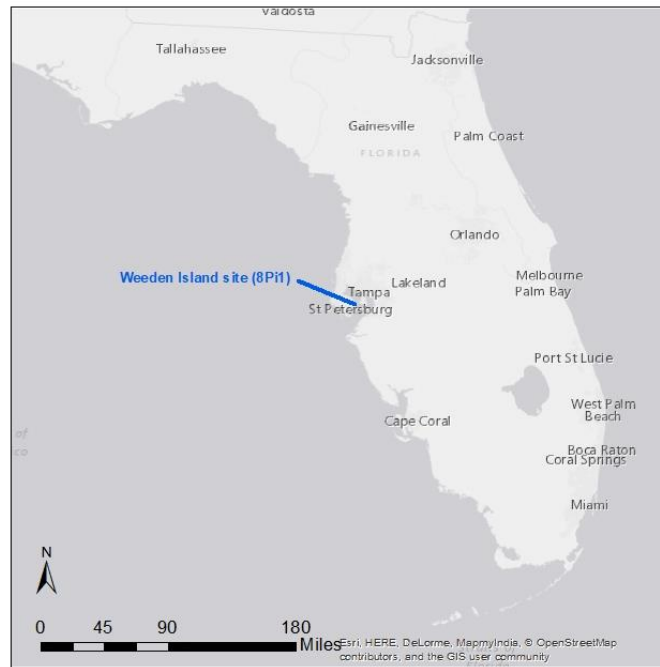 Valdosta
Tallahassee
Jacksonville
Gainesville
Palm Coast
FLORIDA
Orlando
Weeden Island site (8Pi1)
Lakeland
Melbourne
Tampa
Palm Bay
St Petersburg
Port St Lucie
West Palm
Beach
Cape Coral
of
Boca Raton
Coral Springs
Miami
N
0 45 90 180
Miles
Esri, HERE, DeLorme, MapmyIndia, © OpenStreetMap
contributors, and the GIS user community